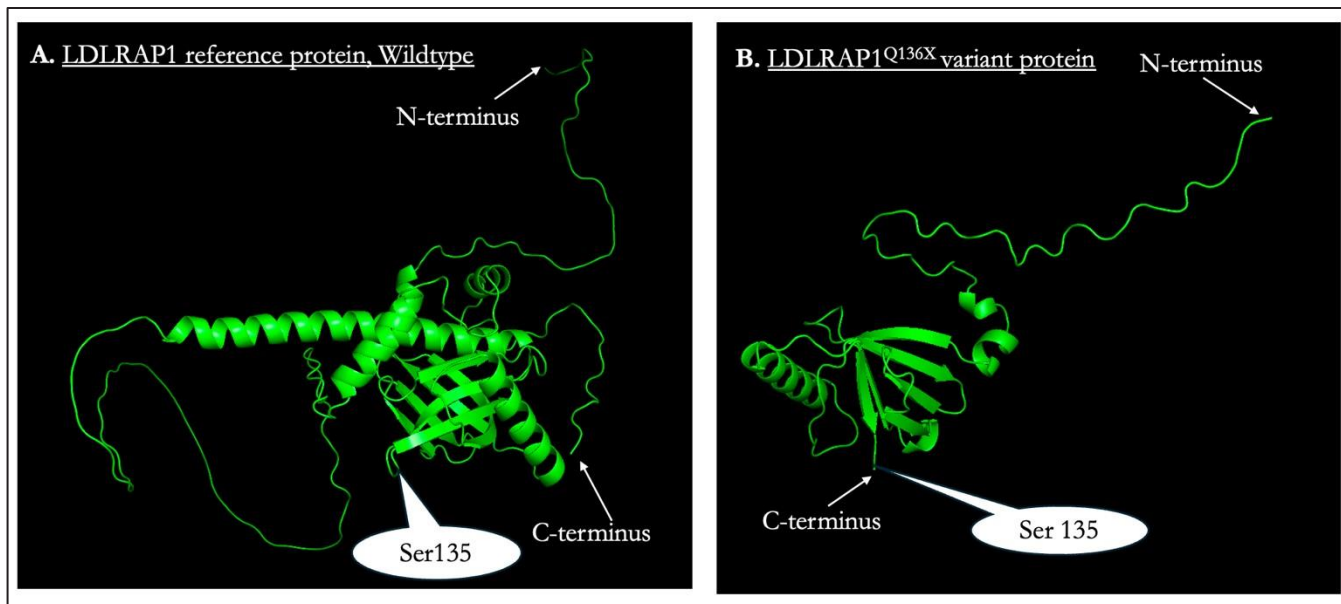 A. LDLRAP1 reference protein, Wildtype
N-terminus
Ser135
C-terminus
B. LDLRAP1Q136X variant protein
N-terminus
C-terminus
Ser 135